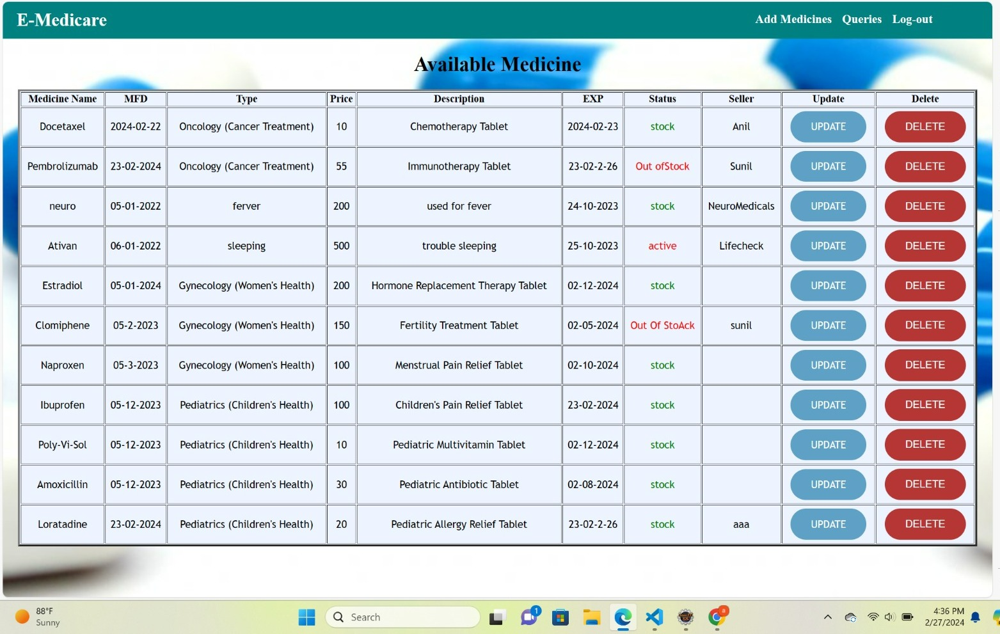 E-Medicare Add Medicines Queries Log-out
Available Medicine
Medicine Name MFD Type Price Description EXP Status Seller Update Delete
Docetaxel 2024-02-22 Oncology (Cancer Treatment) 10 Chemotherapy Tablet 2024-02-23 stock Anil UPDATE DELETE
Pembrolizumab 23-02-2024 Oncology (Cancer Treatment) 55 Immunotherapy Tablet 23-02-2-26 Out ofStock Sunil UPDATE DELETE
neuro 05-01-2022 ferver 200 used for fever 24-10-2023 stock NeuroMedicals UPDATE DELETE
Ativan 06-01-2022 sleeping 500 trouble sleeping 25-10-2023 active Lifecheck UPDATE DELETE
Estradiol 05-01-2024 Gynecology (Women's Health) 200 Hormone Replacement Therapy Tablet 02-12-2024 stock UPDATE DELETE
Clomiphene 05-2-2023 Gynecology (Women's Health) 150 Fertility Treatment Tablet 02-05-2024 Out Of StoAck sunil UPDATE DELETE
Naproxen 05-3-2023 Gynecology (Women's Health) 100 Menstrual Pain Relief Tablet 02-10-2024 stock UPDATE DELETE
Ibuprofen 05-12-2023 Pediatrics (Children's Health) 100 Children's Pain Relief Tablet 23-02-2024 stock UPDATE DELETE
Poly-Vi-Sol 05-12-2023 Pediatrics (Children's Health) 10 Pediatric Multivitamin Tablet 02-12-2024 stock UPDATE DELETE
Amoxicillin 05-12-2023 Pediatrics (Children's Health) 30 Pediatric Antibiotic Tablet 02-08-2024 stock UPDATE DELETE
Loratadine 23-02-2024 Pediatrics (Children's Health) 20 Pediatric Allergy Relief Tablet 23-02-2-26 stock aaa UPDATE DELETE
88°F
Sunny
Search
1
a
4:36 PM
2/27/2024